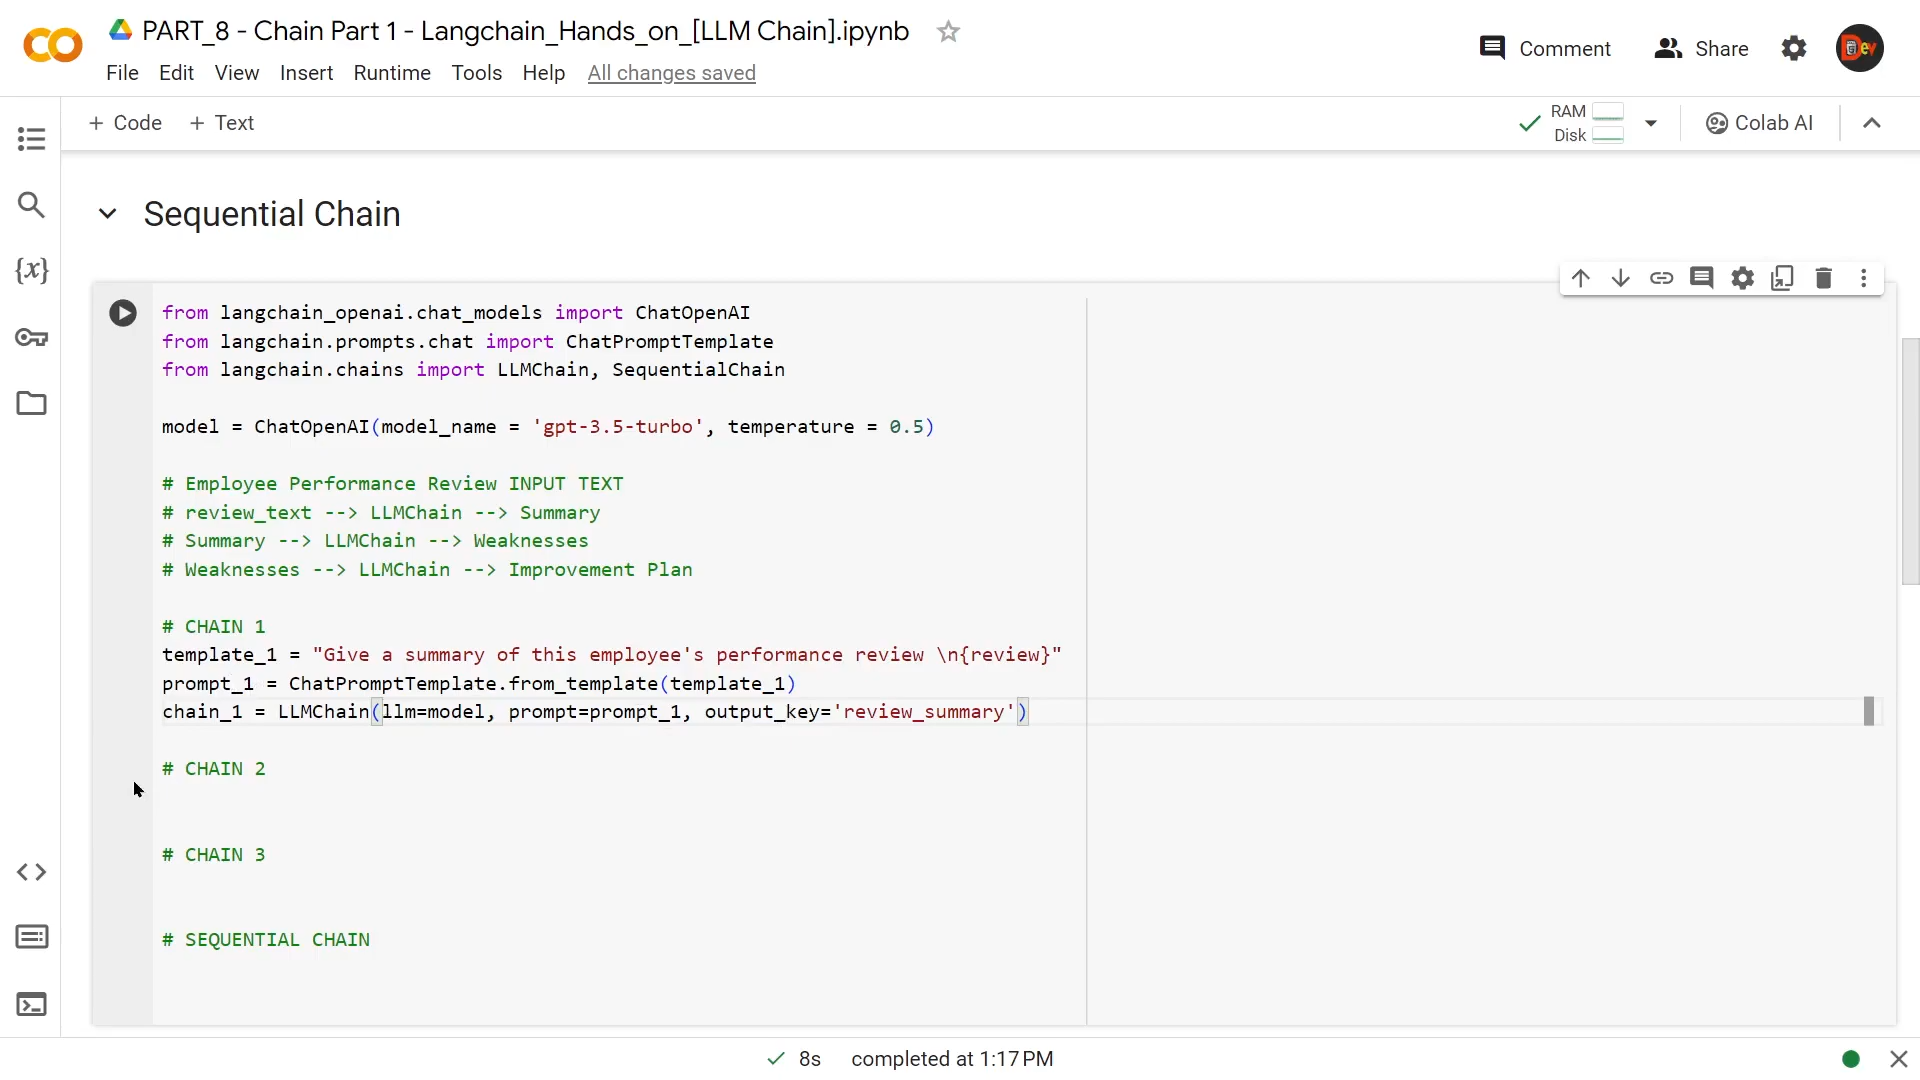 PART_8 - Chain Part 1 - Langchain_Hands_on_[LLM Chain].ipynb
Comment
Share
Dev
File Edit View Insert Runtime Tools Help All changes saved
+ Code + Text
RAM
Disk
Colab AI
Sequential Chain
{x}
from langchain_openai.chat_models import ChatOpenAI
from langchain.prompts.chat import ChatPromptTemplate
from langchain.chains import LLMChain, SequentialChain
model = ChatOpenAI(model_name = 'gpt-3.5-turbo', temperature = 0.5)
# Employee Performance Review INPUT TEXT
# review_text --> LLMChain --> Summary
# Summary --> LLMChain --> Weaknesses
# Weaknesses --> LLMChain --> Improvement Plan
# CHAIN 1
template_1 = "Give a summary of this employee's performance review \n{review}"
prompt_1 = ChatPromptTemplate.from_template(template_1)
chain_1 = LLMChain(llm=model, prompt=prompt_1, output_key='review_summary')
# CHAIN 2
# CHAIN 3
# SEQUENTIAL CHAIN
8s completed at 1:17 PM